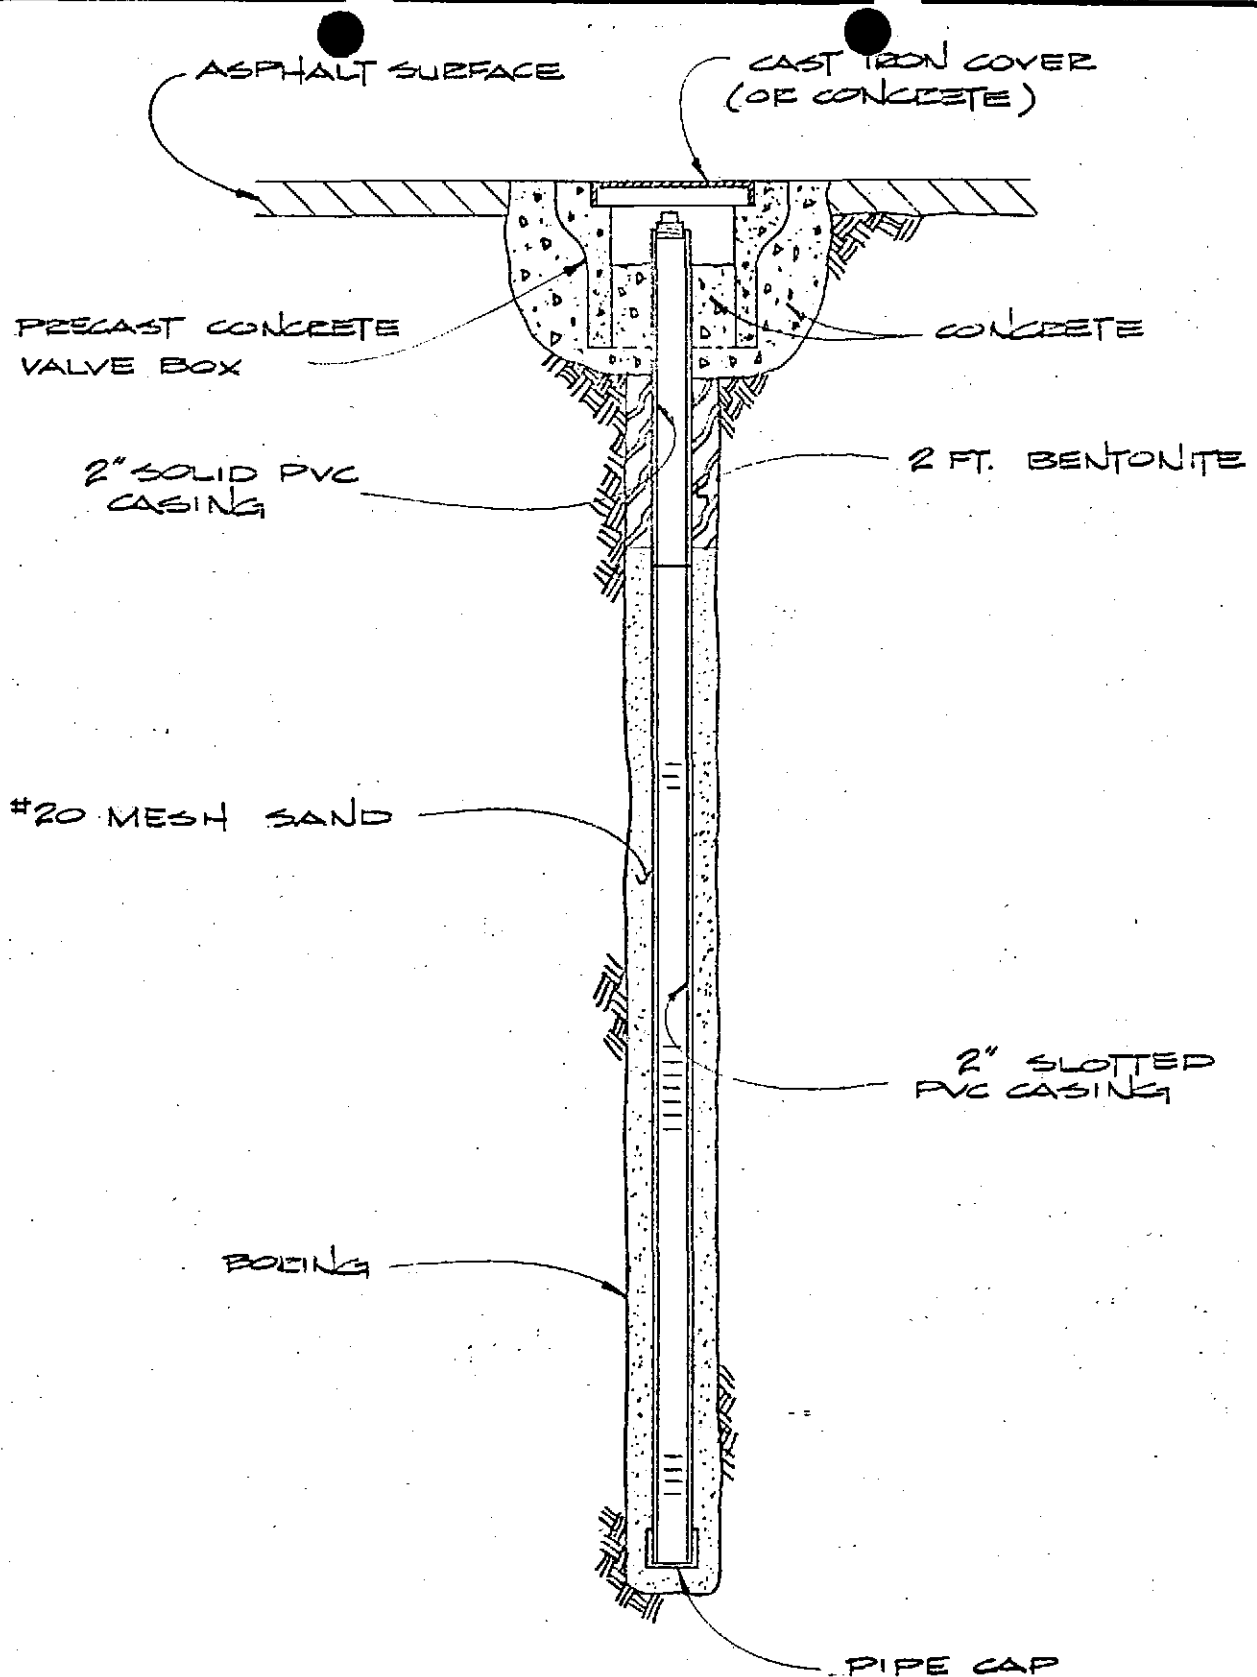 ASPHALT SURFACE
CAST IRON COVER
(OR CONCRETE)
PRECAST CONCRETE
VALVE BOX
CONCRETE
2" SOLID PVC
CASING
2 FT. BENTONITE
#20 MESH SAND
2" SLOTTED
PVC CASING
BORING
PIPE CAP